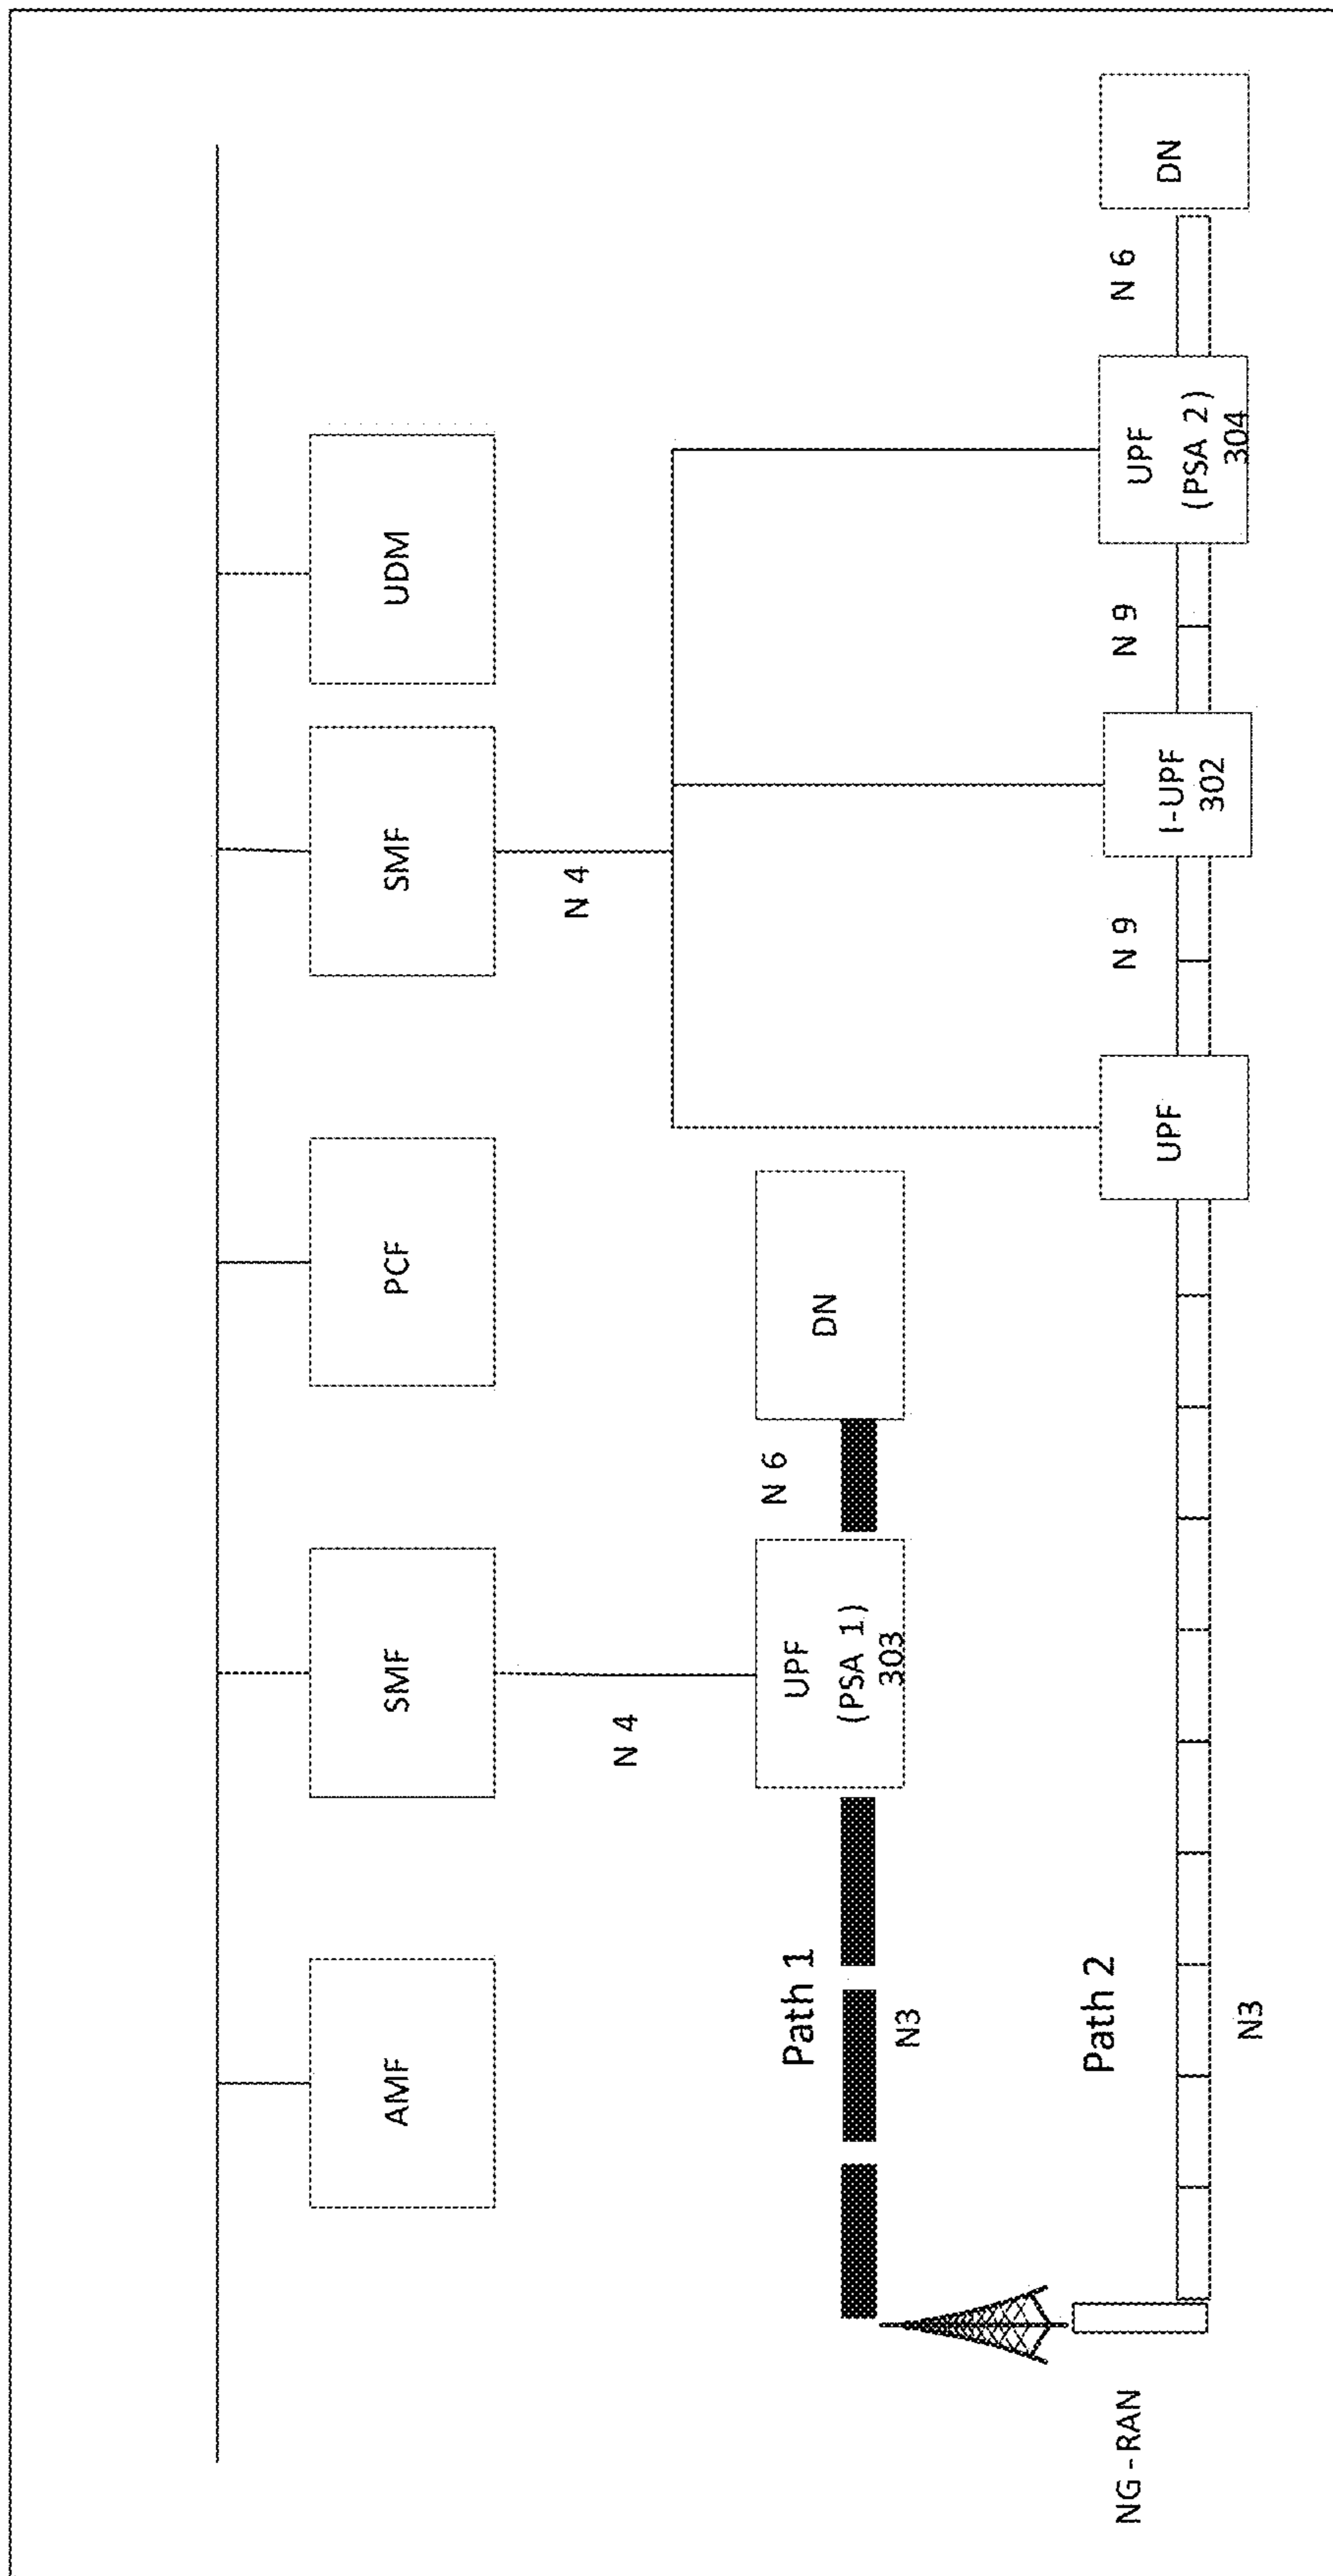 AMF
SMF
PCF
SMF
UDM
N 4
N 4
Path 1
N3
UPF
(PSA 1)
303
N 6
DN
NG - RAN
Path 2
N3
UPF
N 9
I-UPF
302
N 9
UPF
(PSA 2)
304
N 6
DN